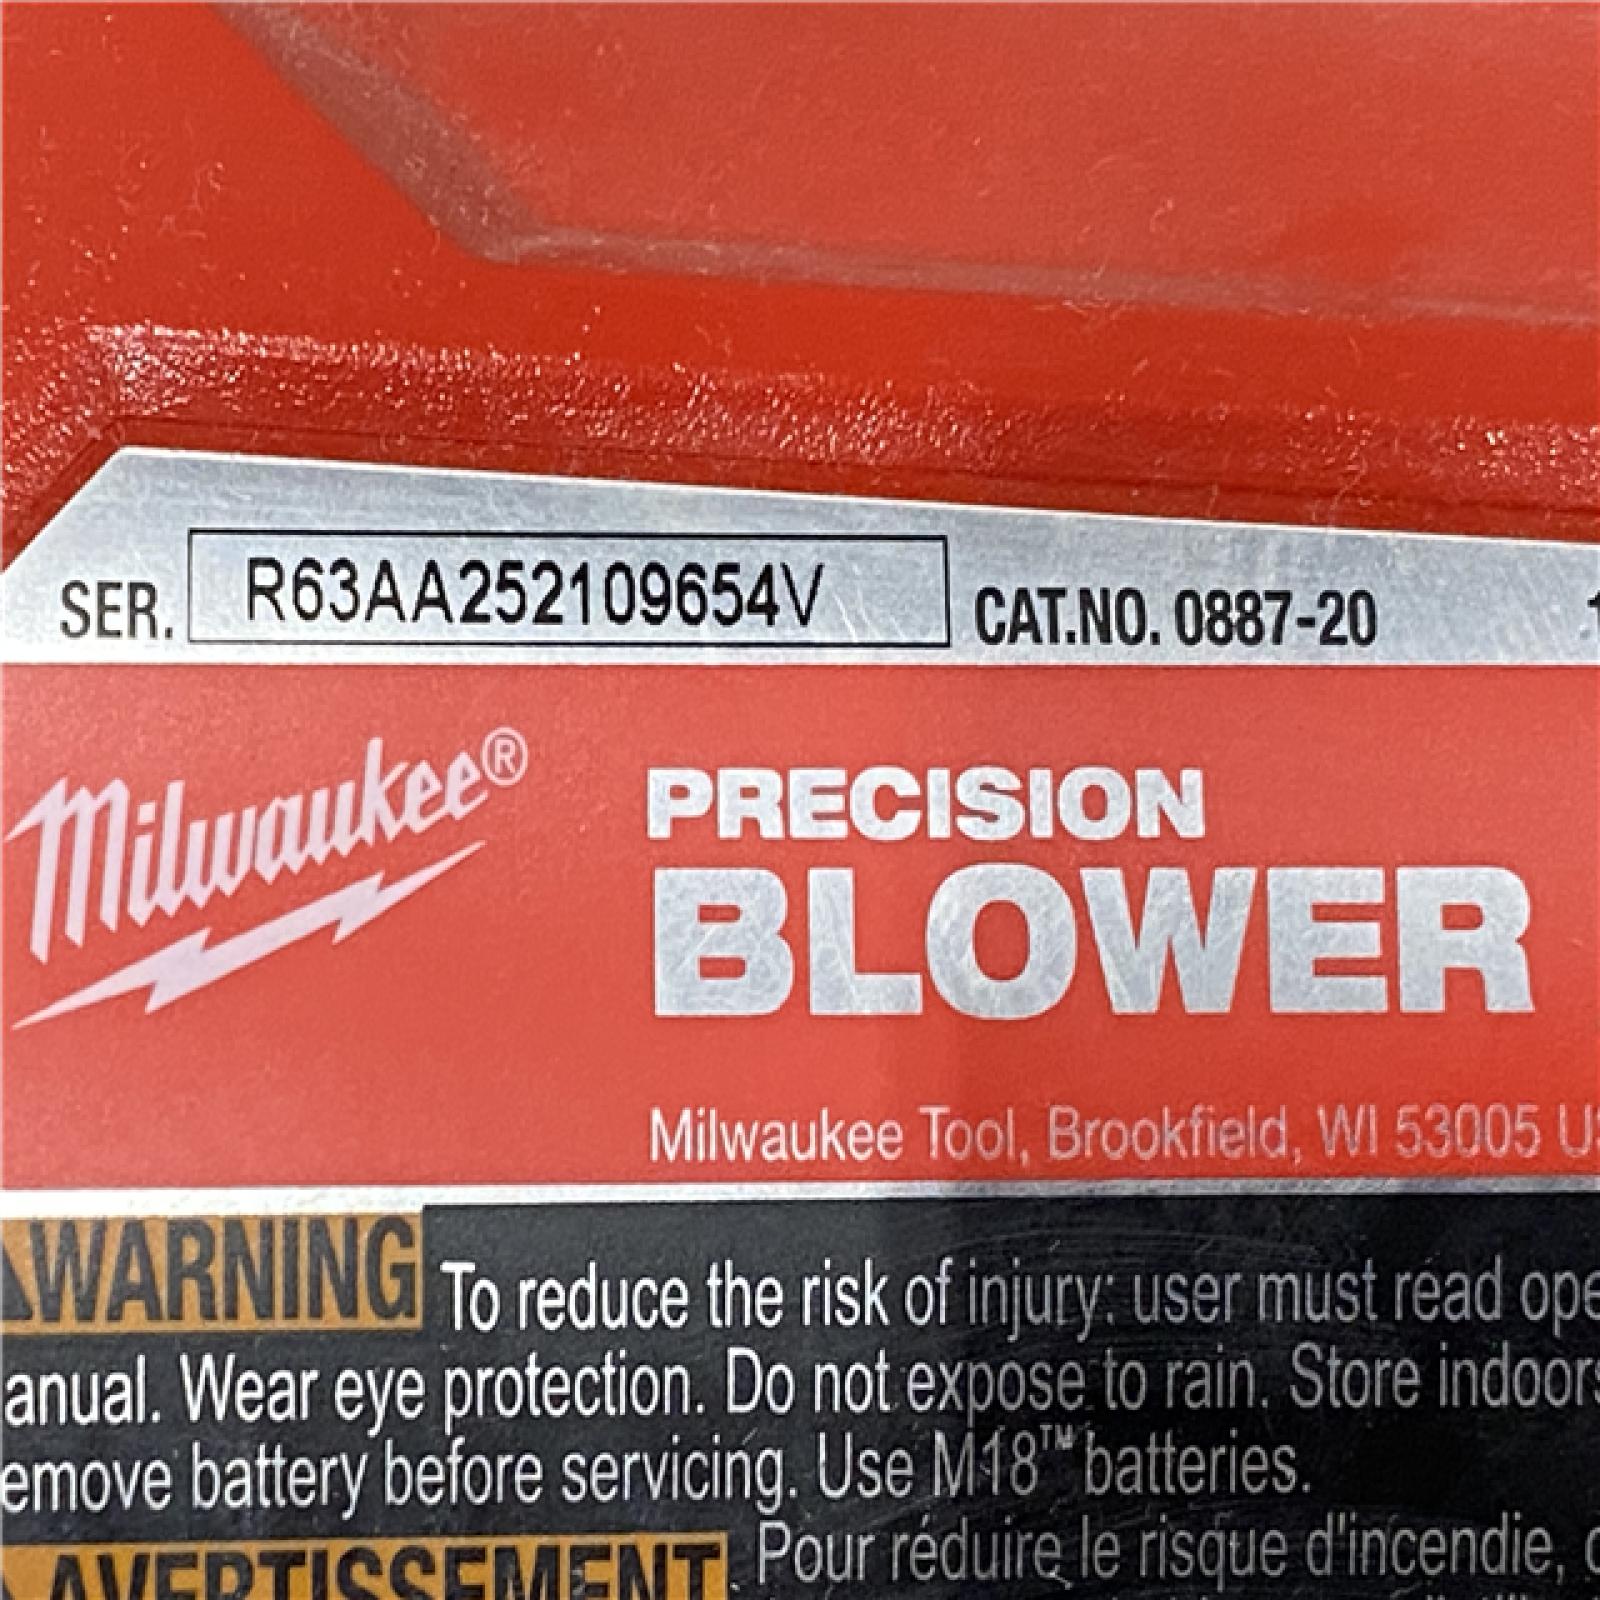 SER. R63AA252109654V CAT.NO. 0887-20
Milwaukee®
PRECISION
BLOWER
Milwaukee Tool, Brookfield, WI 53005
WARNING To reduce the risk of injury: user must read
anual. Wear eye protection. Do not expose to rain. Store indoors
emove battery before servicing. Use M18™ batteries.
AVERTISSEMENT Pour réduire le risque d'incendie,